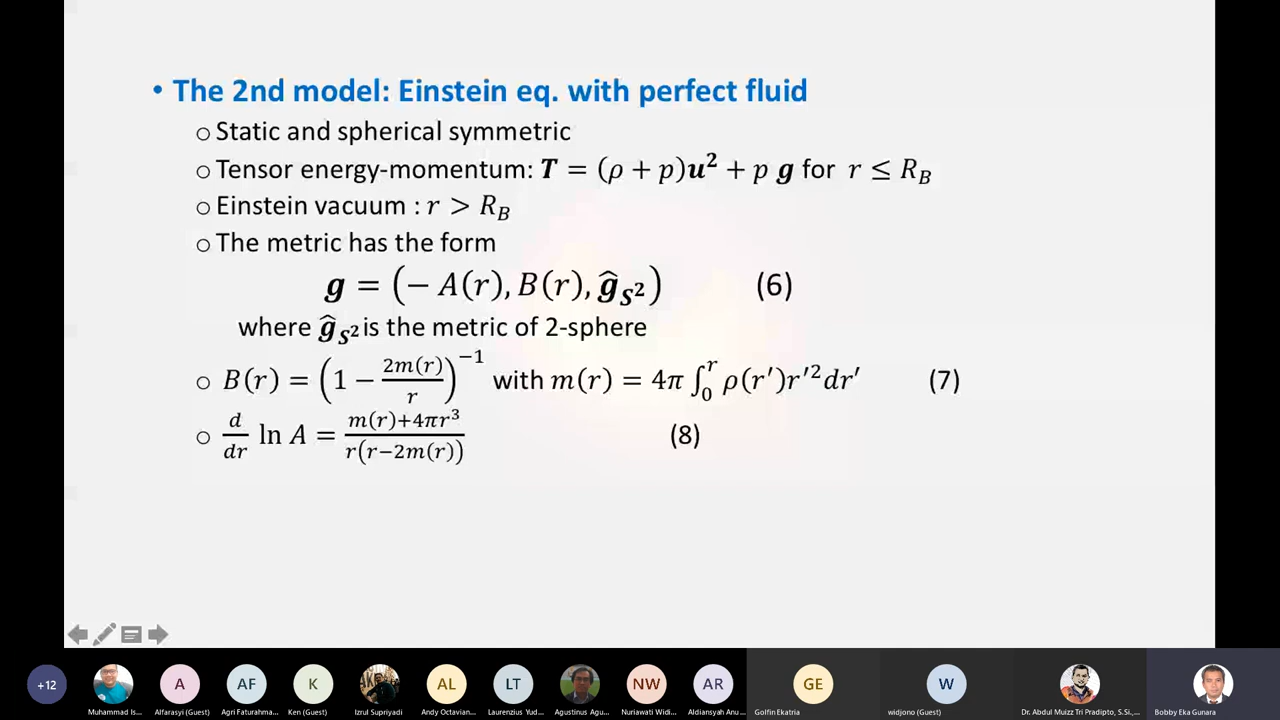 • The 2nd model: Einstein eq. with perfect fluid
○ Static and spherical symmetric
○ Tensor energy-momentum: T = (ρ + p)u² + p g for r ≤ R_B
○ Einstein vacuum : r > R_B
○ The metric has the form
g = (− A(r), B(r), ĝ_S²) (6)
where ĝ_S² is the metric of 2-sphere
○ B(r) = (1 − 2m(r)/r)⁻¹ with m(r) = 4π ∫₀ʳ ρ(r′)r′²dr′ (7)
○ d/dr ln A = m(r)+4πr³ / r(r−2m(r)) (8)
+12 A AF K AL LT NW AR GE W
Muhammad Is... Alfarasyi (Guest) Agri Faturahma... Ken (Guest) Izrul Supriyadi Andy Octavian... Laurenzius Yud... Agustinus Agu... Nuriawati Widi... Aldiansyah Anu... Golfin Ekatria widjono (Guest) Dr. Abdul Muizz Tri Pradipto, S.Si.,... Bobby Eka Gunara